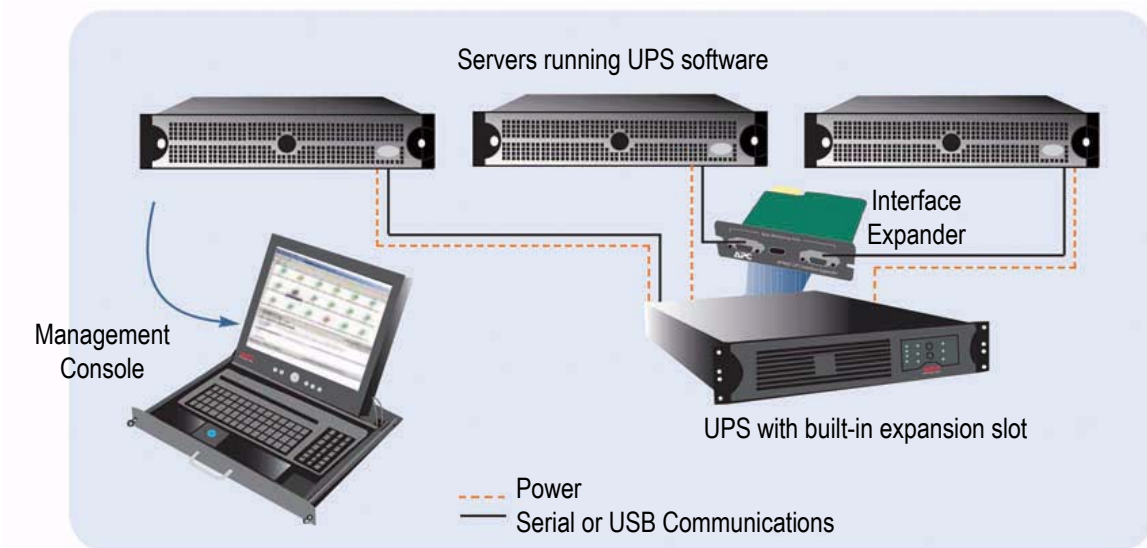 Servers running UPS software
Interface
Expander
APC
Management
Console
UPS with built-in expansion slot
Power
Serial or USB Communications